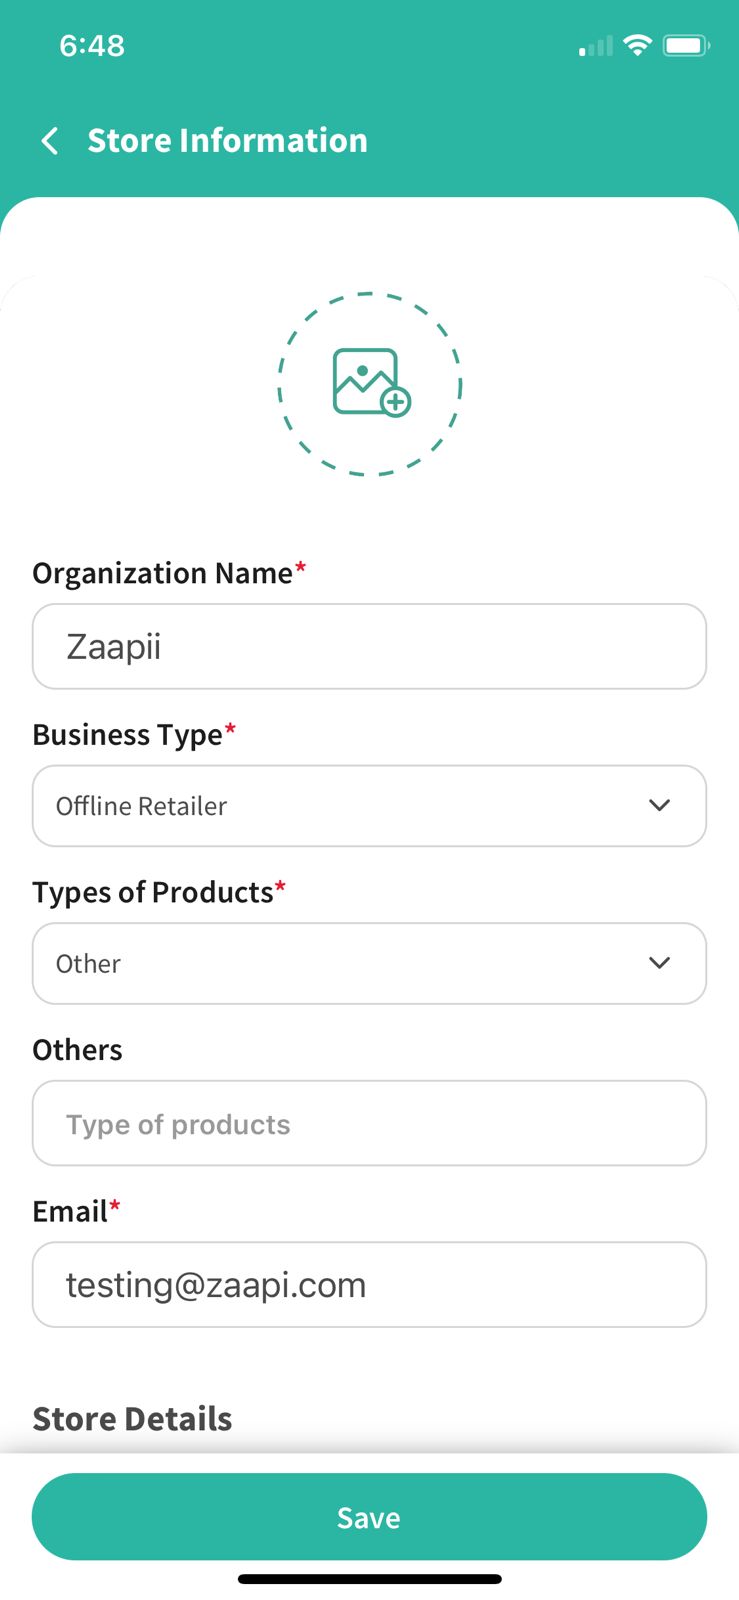 6:48
Store Information
Organization Name*
Zaapii
Business Type*
Offline Retailer
Types of Products*
Other
Others
Type of products
Email*
testing@zaapi.com
Store Details
Save